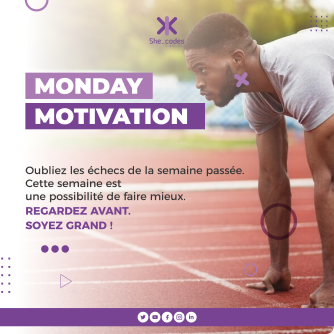 She_codes
MONDAY
MOTIVATION
Oubliez les échecs de la semaine passée.
Cette semaine est
une possibilité de faire mieux.
REGARDEZ AVANT.
SOYEZ GRAND !